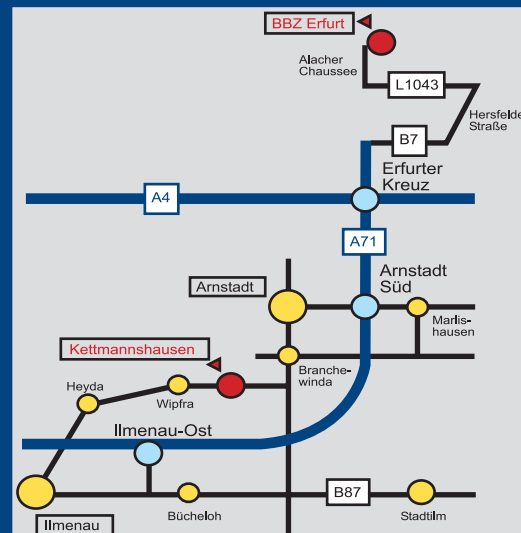 BBZ Erfurt
Alacher
Chaussee
L1043
Hersfelde
Straße
B7
Erfurter
Kreuz
A4
A71
Arnstadt
Süd
Arnstadt
Marlis-
hausen
Kettmannshausen
Branche-
winda
Heyda
Wipfra
Ilmenau-Ost
B87
Ilmenau
Bücheloh
Stadtilm